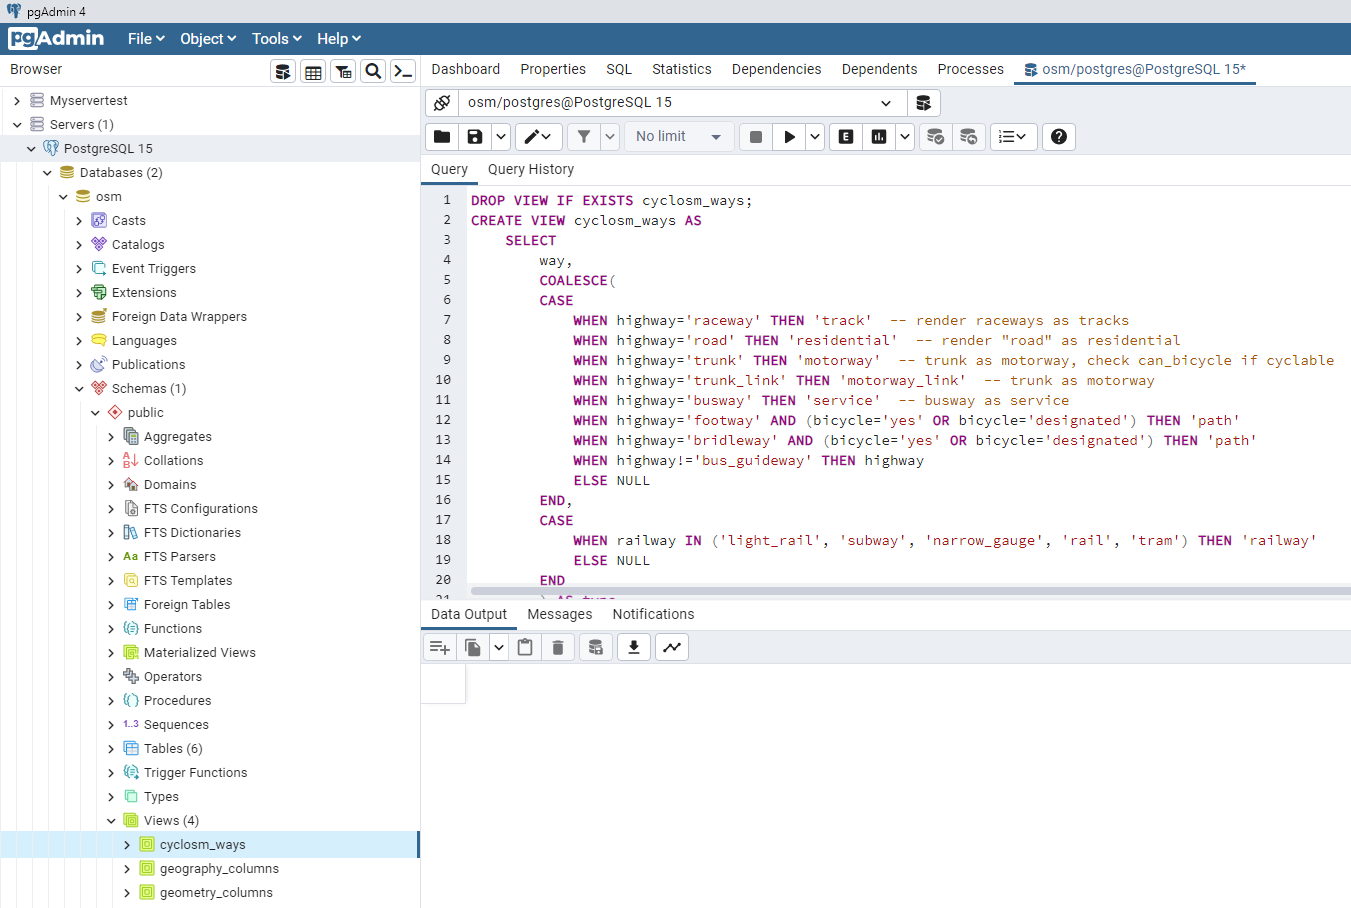 pgAdmin 4
pgAdmin File Object Tools Help
Browser
Dashboard Properties SQL Statistics Dependencies Dependents Processes osm/postgres@PostgreSQL 15*
Myservertest
Servers (1)
PostgreSQL 15
Databases (2)
osm
Casts
Catalogs
Event Triggers
Extensions
Foreign Data Wrappers
Languages
Publications
Schemas (1)
public
Aggregates
Collations
Domains
FTS Configurations
FTS Dictionaries
Aa FTS Parsers
FTS Templates
Foreign Tables
Functions
Materialized Views
Operators
Procedures
1..3 Sequences
Tables (6)
Trigger Functions
Types
Views (4)
cyclosm_ways
geography_columns
geometry_columns
osm/postgres@PostgreSQL 15
No limit
E
Query Query History
1 DROP VIEW IF EXISTS cyclosm_ways;
2 CREATE VIEW cyclosm_ways AS
3 SELECT
4 way,
5 COALESCE(
6 CASE
7 WHEN highway='raceway' THEN 'track' -- render raceways as tracks
8 WHEN highway='road' THEN 'residential' -- render "road" as residential
9 WHEN highway='trunk' THEN 'motorway' -- trunk as motorway, check can_bicycle if cyclable
10 WHEN highway='trunk_link' THEN 'motorway_link' -- trunk as motorway
11 WHEN highway='busway' THEN 'service' -- busway as service
12 WHEN highway='footway' AND (bicycle='yes' OR bicycle='designated') THEN 'path'
13 WHEN highway='bridleway' AND (bicycle='yes' OR bicycle='designated') THEN 'path'
14 WHEN highway!='bus_guideway' THEN highway
15 ELSE NULL
16 END,
17 CASE
18 WHEN railway IN ('light_rail', 'subway', 'narrow_gauge', 'rail', 'tram') THEN 'railway'
19 ELSE NULL
20 END
21 ) AS type
Data Output Messages Notifications